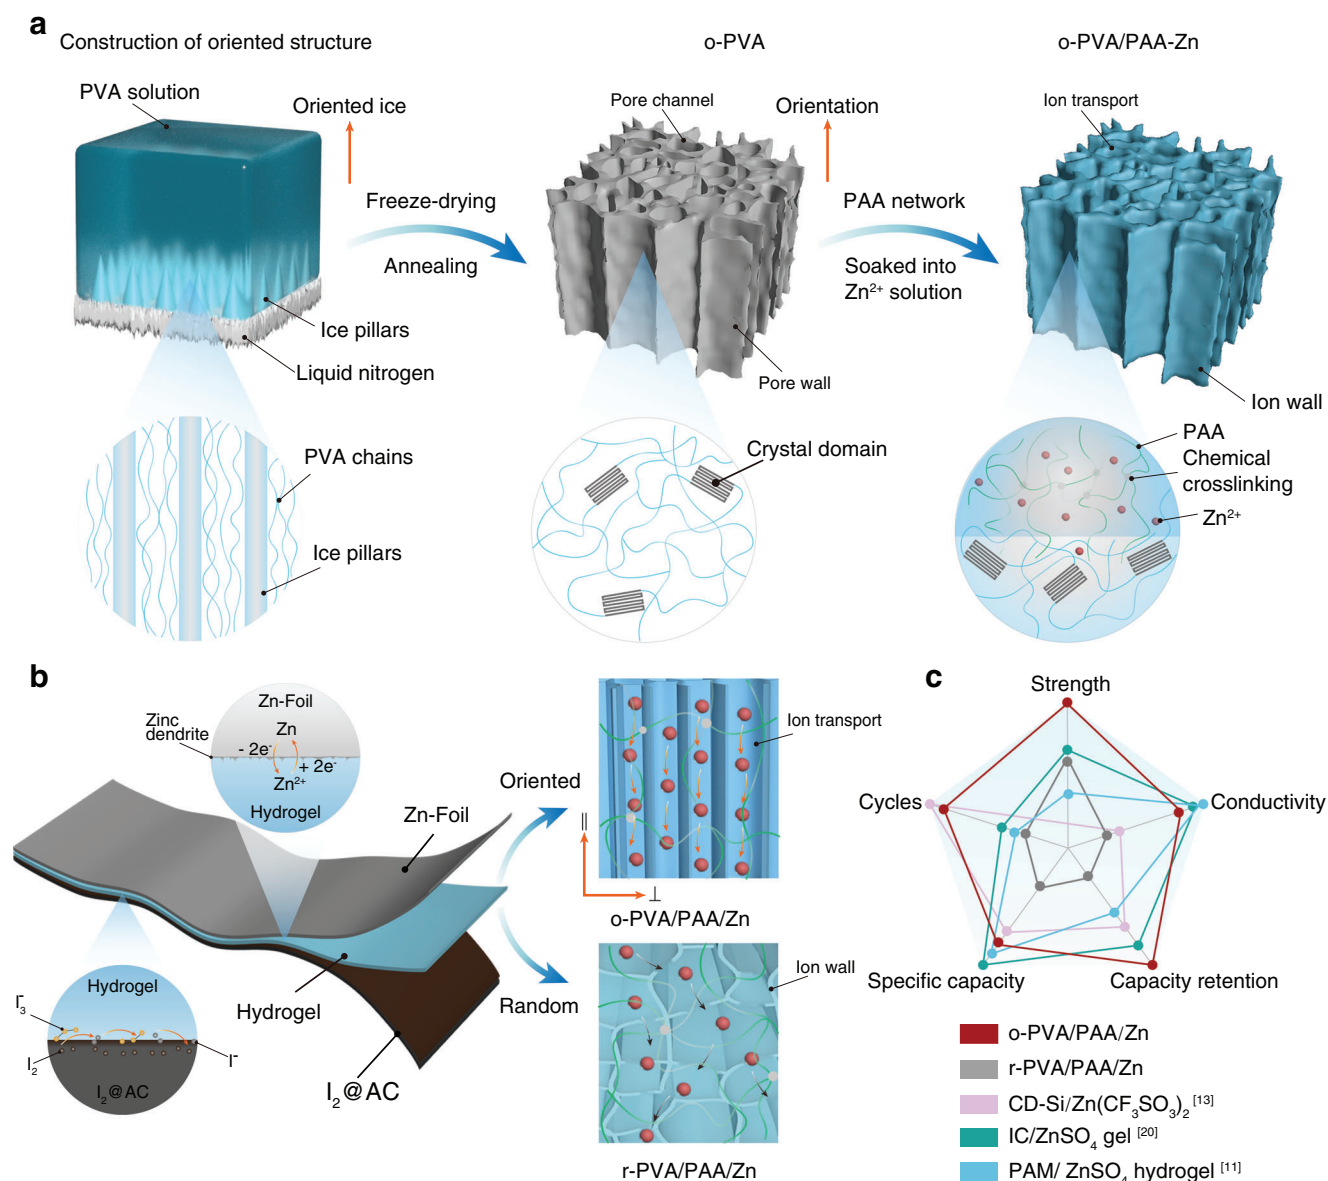 a
Construction of oriented structure
o-PVA
o-PVA/PAA-Zn
PVA solution
Oriented ice
Pore channel
Orientation
Ion transport
Freeze-drying
Annealing
PAA network
Soaked into
Zn²⁺ solution
Ice pillars
Liquid nitrogen
Pore wall
Ion wall
PVA chains
Ice pillars
Crystal domain
PAA
Chemical
crosslinking
Zn²⁺
b
Zn-Foil
Zn
Zinc
dendrite
- 2e⁻
+ 2e⁻
Zn²⁺
Hydrogel
Zn-Foil
Oriented
Ion transport
||
⊥
o-PVA/PAA/Zn
Hydrogel
I₃⁻
I₂
I⁻
I₂@AC
Hydrogel
I₂@AC
Random
Ion wall
r-PVA/PAA/Zn
c
Strength
Cycles
Conductivity
Specific capacity
Capacity retention
o-PVA/PAA/Zn
r-PVA/PAA/Zn
CD-Si/Zn(CF₃SO₃)₂ [13]
IC/ZnSO₄ gel [20]
PAM/ ZnSO₄ hydrogel [11]